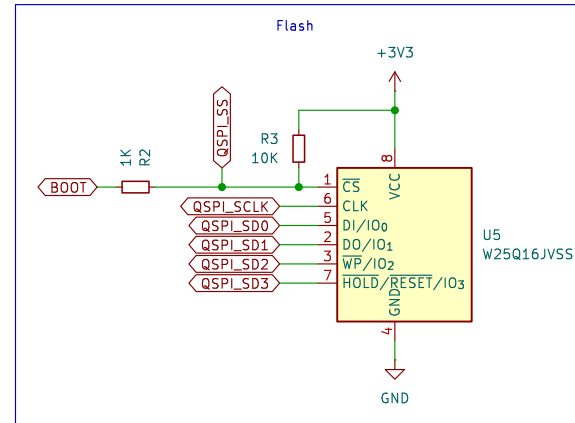 Flash
+3V3
QSPI_SS
R3
10K
1K
R2
BOOT
1
6
5
2
3
7
8
4
CS
CLK
DI/IO0
DO/IO1
WP/IO2
HOLD/RESET/IO3
VCC
GND
QSPI_SCLK
QSPI_SD0
QSPI_SD1
QSPI_SD2
QSPI_SD3
U5
W25Q16JVSS
GND